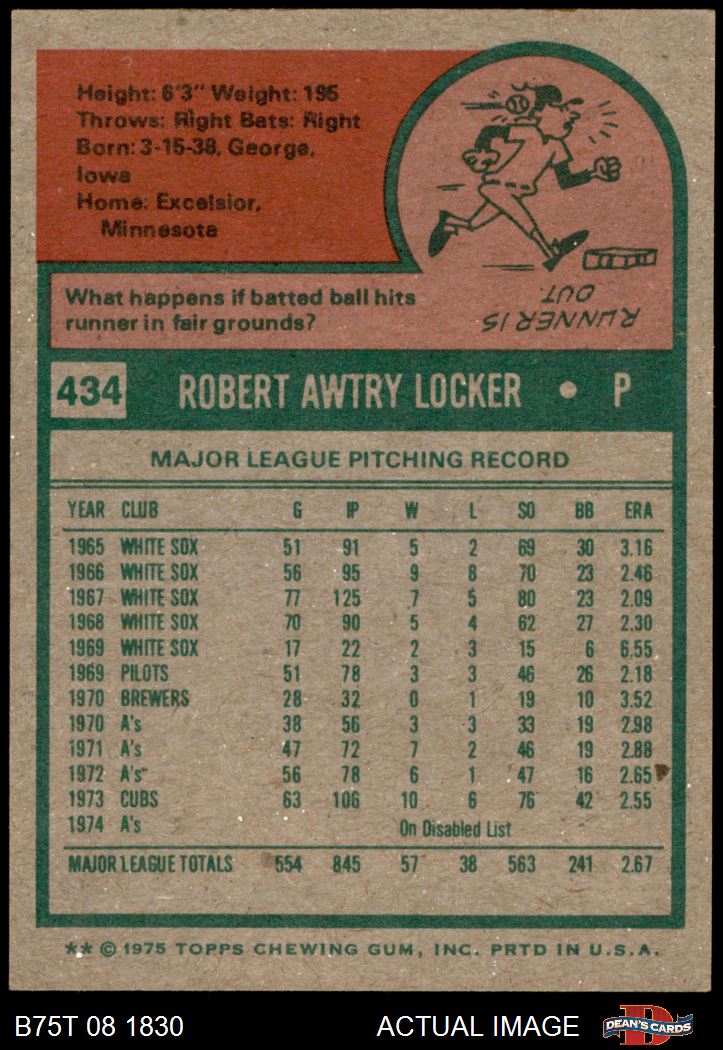 Height: 6'3" Weight: 195
Throws: Right Bats: Right
Born: 3-15-38, George,
Iowa
Home: Excelsior,
Minnesota
What happens if batted ball hits
runner in fair grounds?
RUNNER IS
OUT.
434 ROBERT AWTRY LOCKER • P
MAJOR LEAGUE PITCHING RECORD
YEAR CLUB G IP W L SO BB ERA
1965 WHITE SOX 51 91 5 2 69 30 3.16
1966 WHITE SOX 56 95 9 8 70 23 2.46
1967 WHITE SOX 77 125 7 5 80 23 2.09
1968 WHITE SOX 70 90 5 4 62 27 2.30
1969 WHITE SOX 17 22 2 3 15 6 6.55
1969 PILOTS 51 78 3 3 46 26 2.18
1970 BREWERS 28 32 0 1 19 10 3.52
1970 A's 38 56 3 3 33 19 2.98
1971 A's 47 72 7 2 46 19 2.88
1972 A's 56 78 6 1 47 16 2.65
1973 CUBS 63 106 10 6 76 42 2.55
1974 A's On Disabled List
MAJOR LEAGUE TOTALS 554 845 57 38 563 241 2.67
** © 1975 TOPPS CHEWING GUM, INC. PRTD IN U.S.A.
B75T 08 1830 ACTUAL IMAGE D DEAN'S CARDS